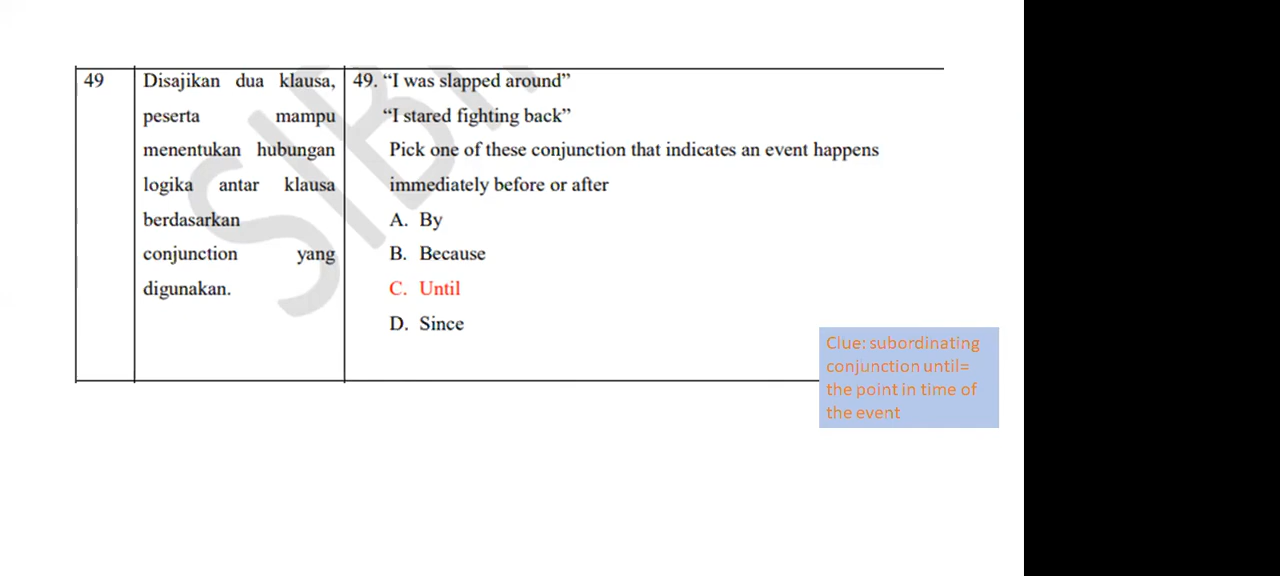 49
Disajikan dua klausa,
peserta mampu
menentukan hubungan
logika antar klausa
berdasarkan
conjunction yang
digunakan.
49. “I was slapped around”
“I stared fighting back”
Pick one of these conjunction that indicates an event happens
immediately before or after
A. By
B. Because
C. Until
D. Since
Clue: subordinating
conjunction until=
the point in time of
the event